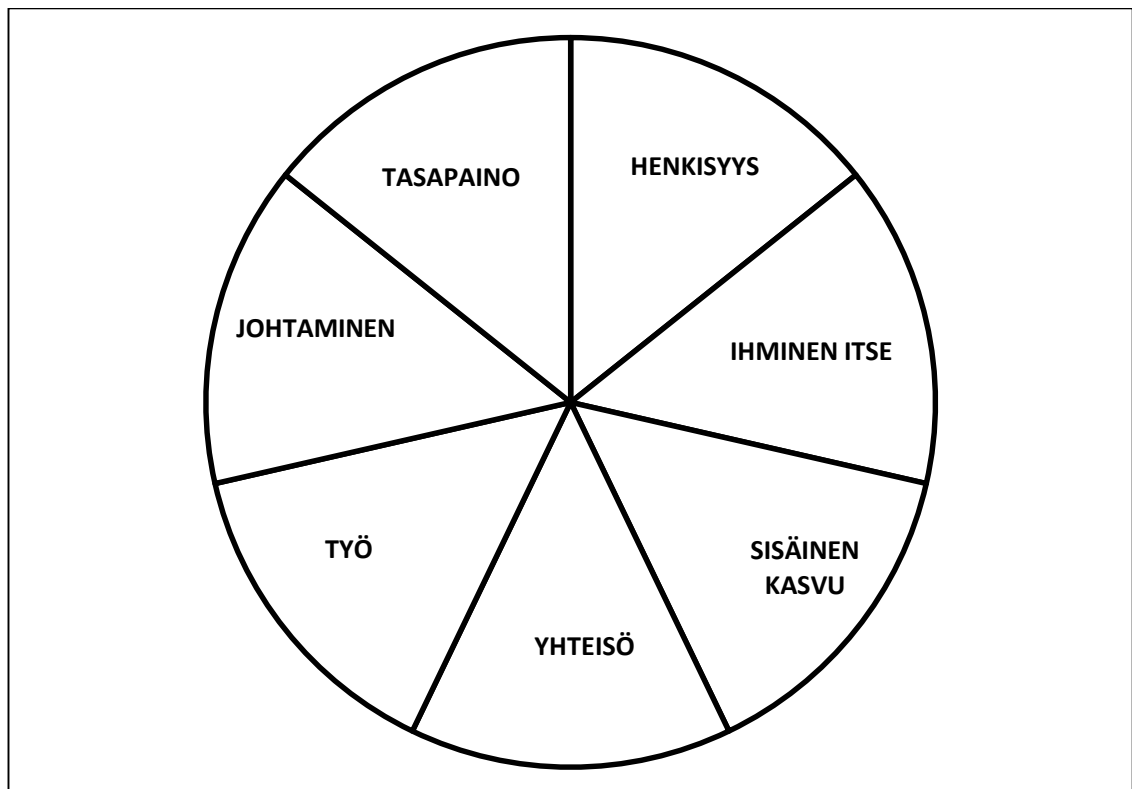 TASAPAINO
HENKISYYS
JOHTAMINEN
IHMINEN ITSE
TYÖ
SISÄINEN
KASVU
YHTEISÖ